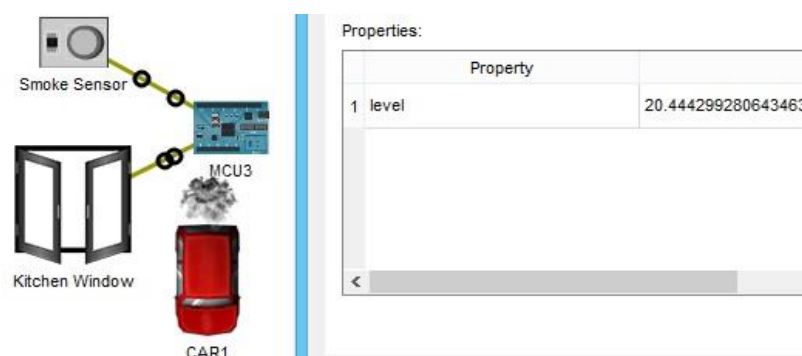 Smoke Sensor
MCU3
Kitchen Window
CAR1
Properties:
Property
1 level 20.444299280643463